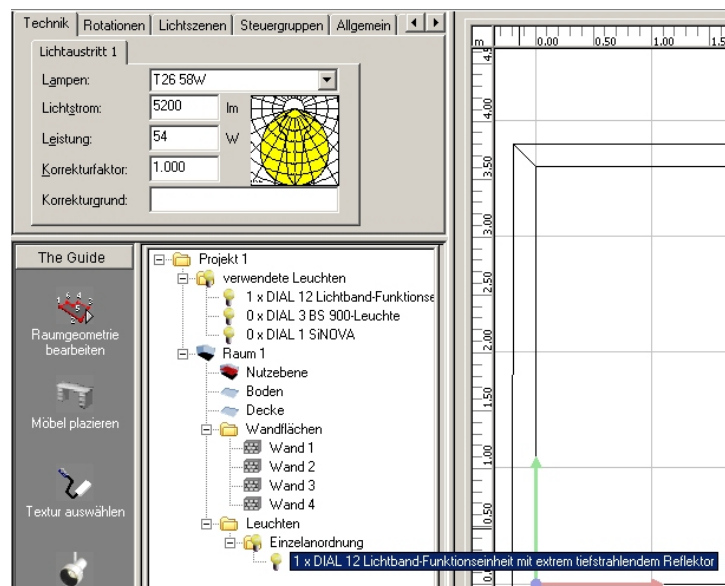 Technik Rotationen Lichtszenen Steuergruppen Allgemein
Lichtaustritt 1
Lampen: T26 58W
Lichtstrom: 5200 lm
Leistung: 54 W
Korrekturfaktor: 1.000
Korrekturgrund:
The Guide
Raumgeometrie
bearbeiten
Möbel plazieren
Textur auswählen
Projekt 1
verwendete Leuchten
1 x DIAL 12 Lichtband-Funktionse
0 x DIAL 3 BS 900-Leuchte
0 x DIAL 1 SiNOVA
Raum 1
Nutzebene
Boden
Decke
Wandflächen
Wand 1
Wand 2
Wand 3
Wand 4
Leuchten
Einzelanordnung
1 x DIAL 12 Lichtband-Funktionseinheit mit extrem tiefstrahlendem Reflektor
m 0.00 0.50 1.00 1.5
4.5
4.00
3.50
3.00
2.50
2.00
1.50
1.00
0.50